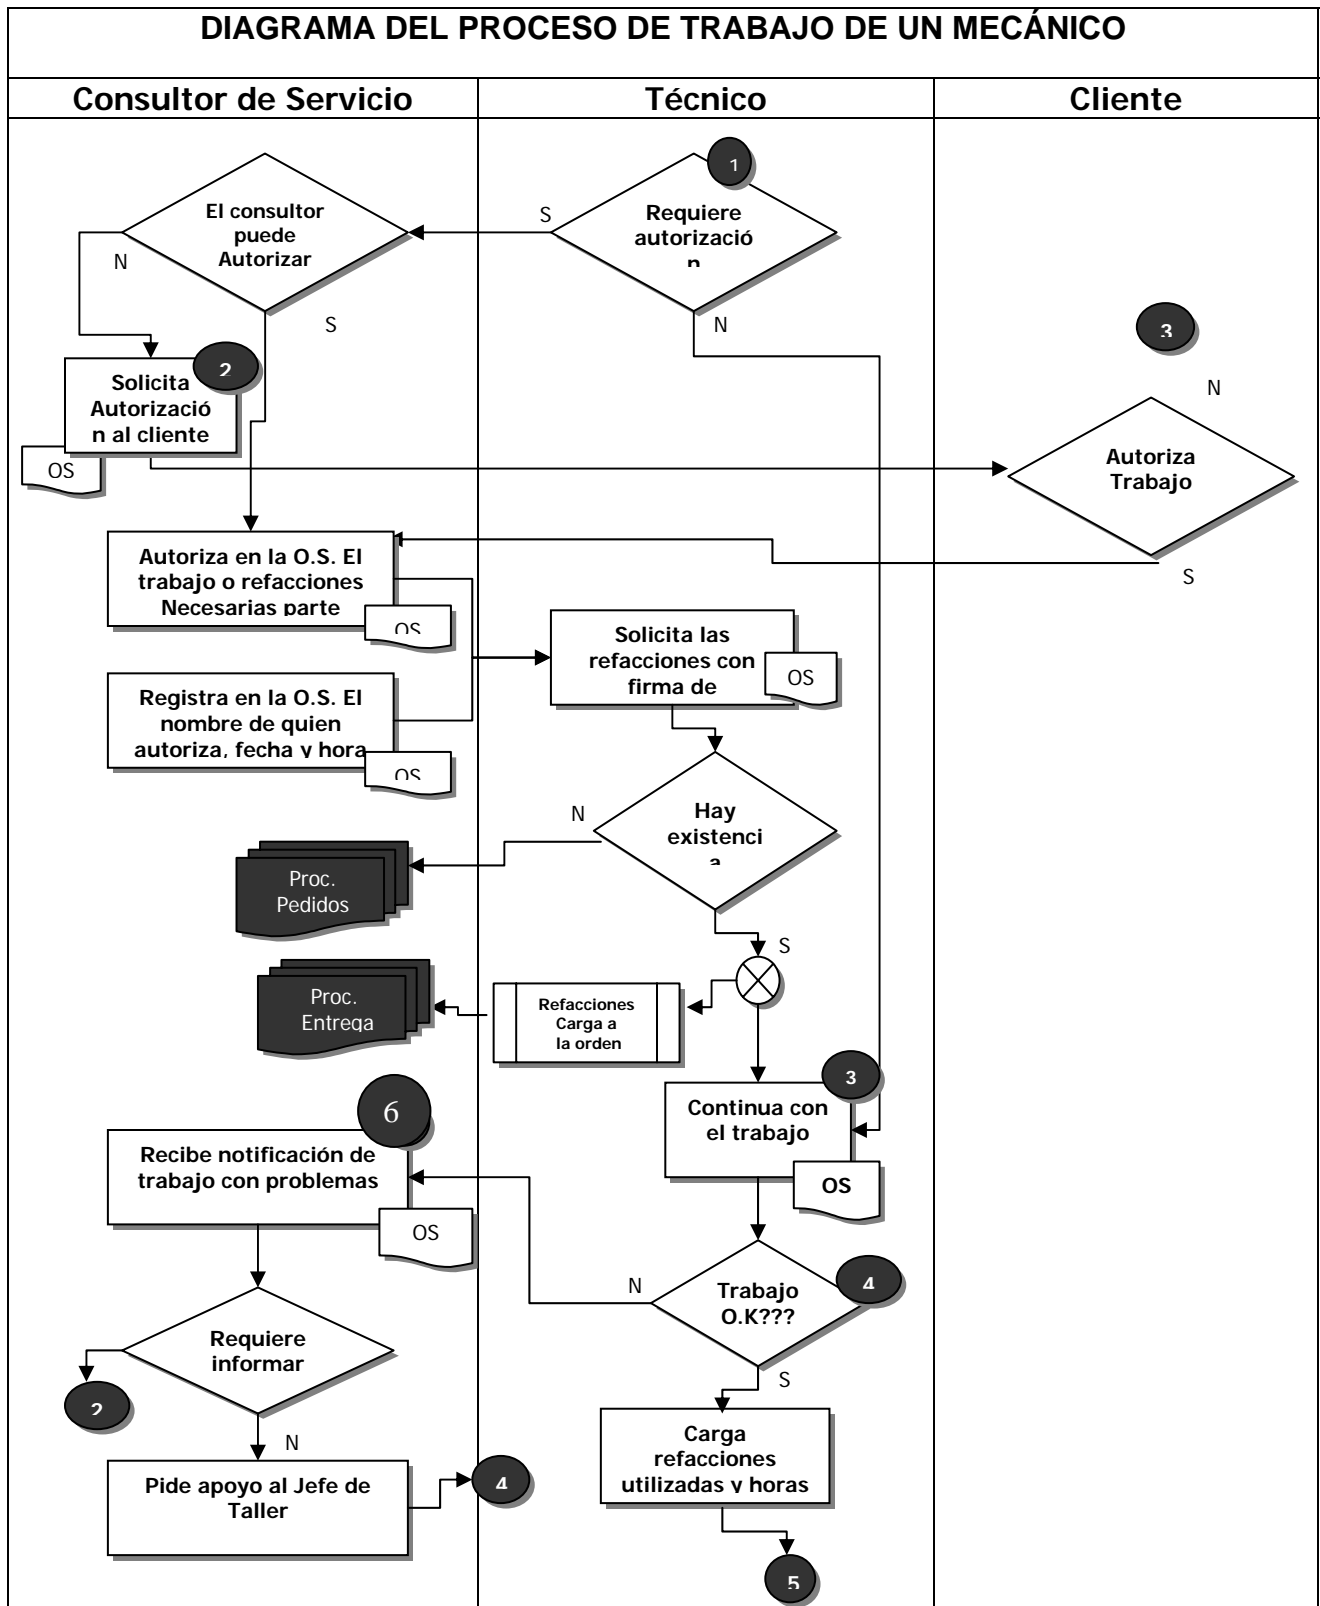 DIAGRAMA DEL PROCESO DE TRABAJO DE UN MECÁNICO
Consultor de Servicio
Técnico
Cliente
El consultor
puede
Autorizar
N
S
S
1
Requiere
autorizació
n
N
3
N
Autoriza
Trabajo
S
2
Solicita
Autorizació
n al cliente
OS
Autoriza en la O.S. El
trabajo o refacciones
Necesarias parte
OS
Solicita las
refacciones con
firma de
OS
Registra en la O.S. El
nombre de quien
autoriza, fecha y hora
OS
N
Hay
existenci
a
S
Proc.
Pedidos
Proc.
Entrega
Refacciones
Carga a
la orden
3
Continua con
el trabajo
OS
6
Recibe notificación de
trabajo con problemas
OS
N
Trabajo
O.K???
4
S
Requiere
informar
2
N
Carga
refacciones
utilizadas y horas
Pide apoyo al Jefe de
Taller
4
5